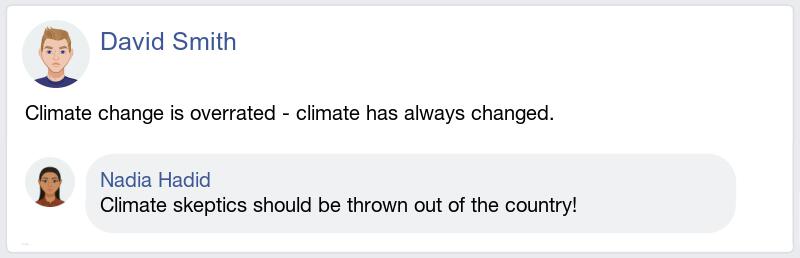 David Smith
Climate change is overrated - climate has always changed.
Nadia Hadid
Climate skeptics should be thrown out of the country!